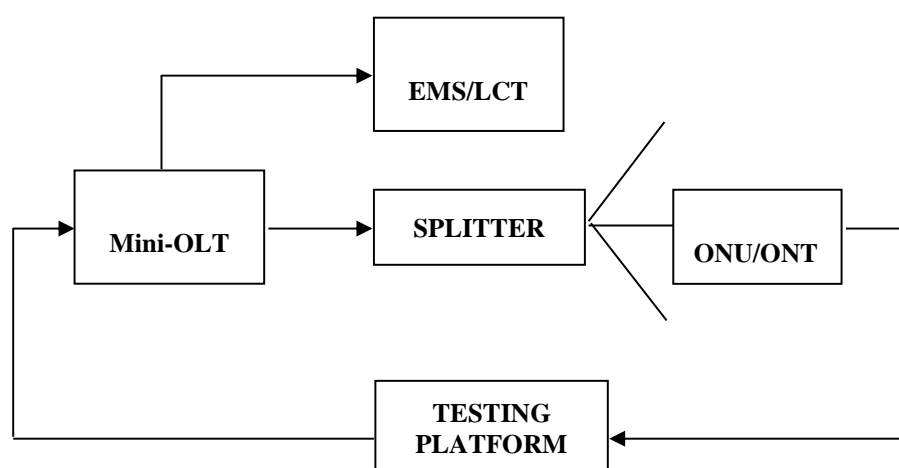 EMS/LCT
Mini-OLT
SPLITTER
ONU/ONT
TESTING
PLATFORM